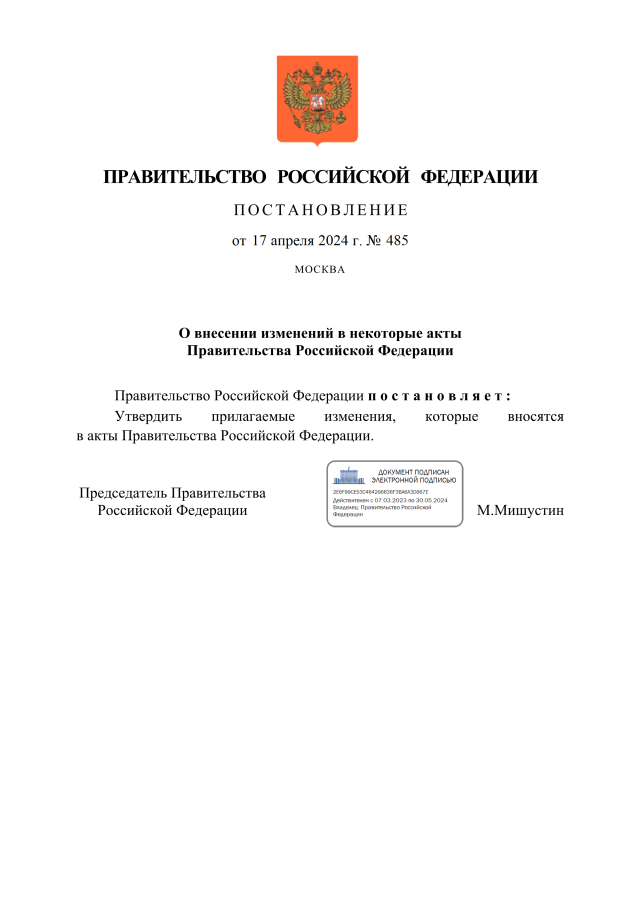 ПРАВИТЕЛЬСТВО РОССИЙСКОЙ ФЕДЕРАЦИИ
ПОСТАНОВЛЕНИЕ
от 17 апреля 2024 г. № 485
МОСКВА
О внесении изменений в некоторые акты
Правительства Российской Федерации
Правительство Российской Федерации постановляет:
Утвердить прилагаемые изменения, которые вносятся
в акты Правительства Российской Федерации.
ДОКУМЕНТ ПОДПИСАН
ЭЛЕКТРОННОЙ ПОДПИСЬЮ
Действителен с 07.03.2023 по 30.05.2024
Владелец: Правительство Российской
Федерации
Председатель Правительства
Российской Федерации
М.Мишустин